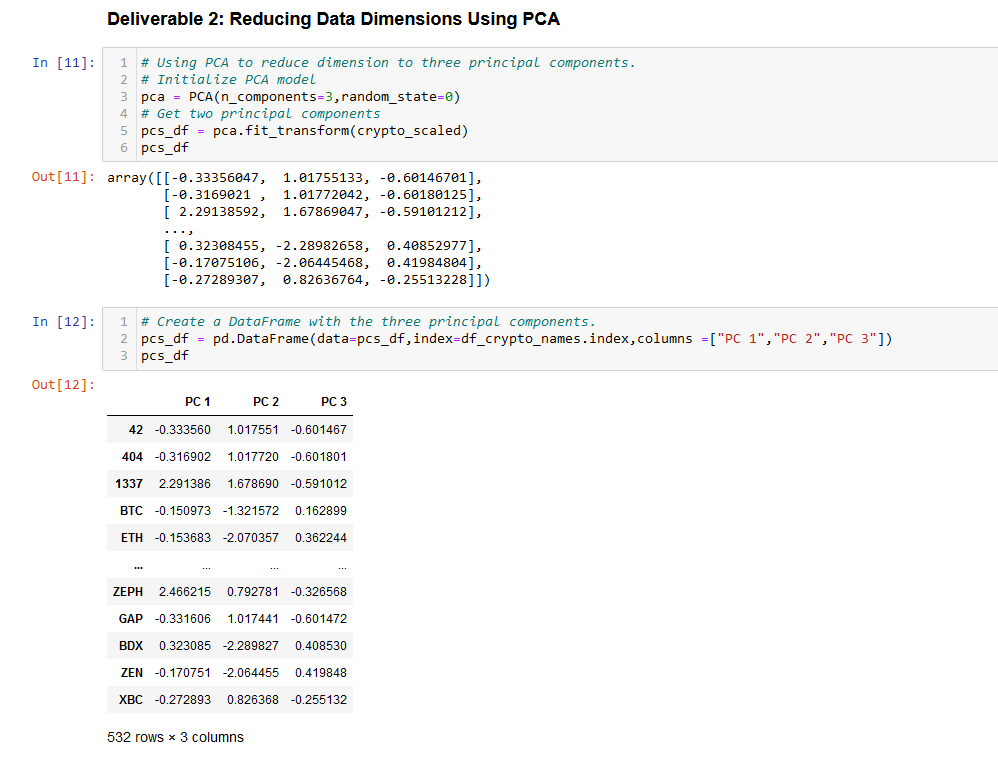 Deliverable 2: Reducing Data Dimensions Using PCA
In [11]:
1 # Using PCA to reduce dimension to three principal components.
2 # Initialize PCA model
3 pca = PCA(n_components=3,random_state=0)
4 # Get two principal components
5 pcs_df = pca.fit_transform(crypto_scaled)
6 pcs_df
Out[11]: array([[-0.33356047,  1.01755133, -0.60146701],
[-0.3169021 ,  1.01772042, -0.60180125],
[ 2.29138592,  1.67869047, -0.59101212],
...,
[ 0.32308455, -2.28982658,  0.40852977],
[-0.17075106, -2.06445468,  0.41984804],
[-0.27289307,  0.82636764, -0.25513228]])
In [12]:
1 # Create a DataFrame with the three principal components.
2 pcs_df = pd.DataFrame(data=pcs_df,index=df_crypto_names.index,columns =["PC 1","PC 2","PC 3"])
3 pcs_df
Out[12]:
PC 1 PC 2 PC 3
42 -0.333560 1.017551 -0.601467
404 -0.316902 1.017720 -0.601801
1337 2.291386 1.678690 -0.591012
BTC -0.150973 -1.321572 0.162899
ETH -0.153683 -2.070357 0.362244
... ... ... ...
ZEPH 2.466215 0.792781 -0.326568
GAP -0.331606 1.017441 -0.601472
BDX 0.323085 -2.289827 0.408530
ZEN -0.170751 -2.064455 0.419848
XBC -0.272893 0.826368 -0.255132
532 rows × 3 columns